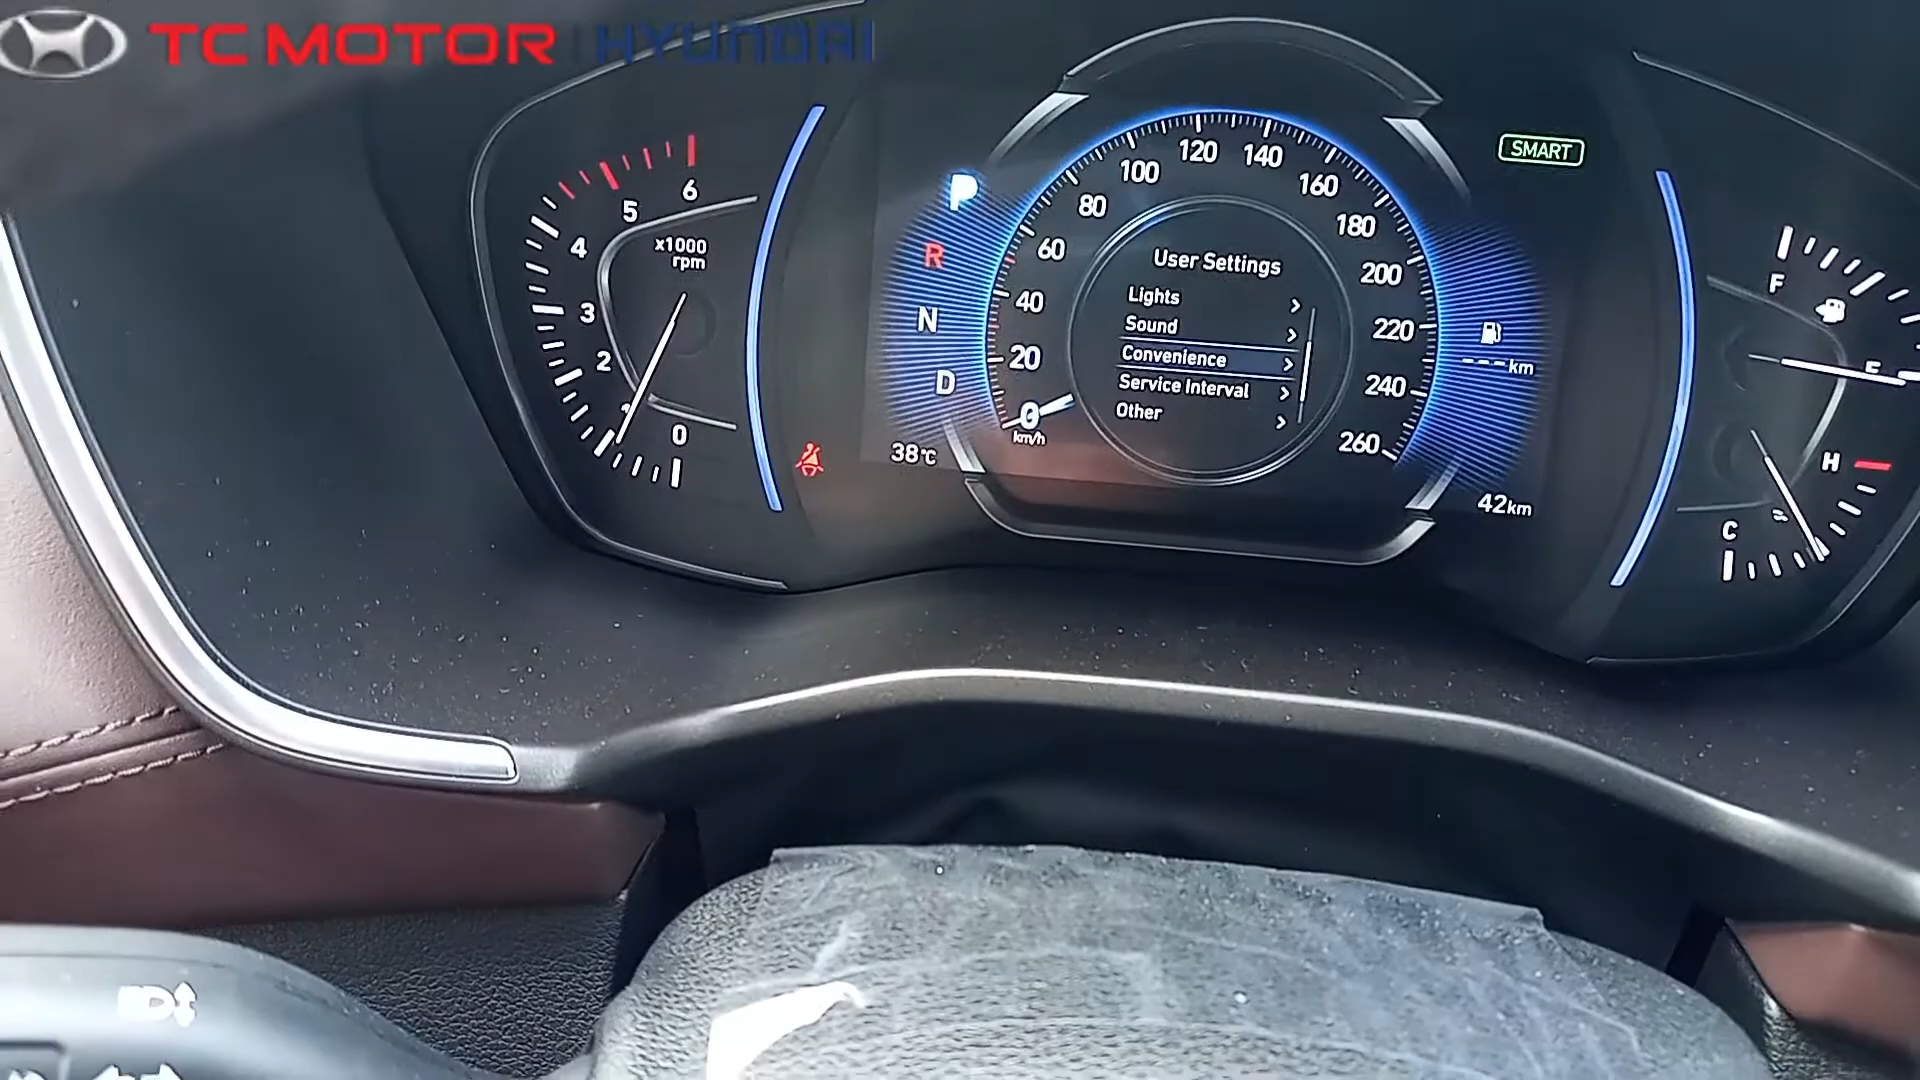 TC MOTOR | HYUNDAI
6
5
4
3
2
1
0
x1000
rpm
P
R
N
D
38°C
0
20
40
60
80
100
120
140
160
180
200
220
240
260
km/h
User Settings
Lights >
Sound >
Convenience >
Service Interval >
Other >
SMART
---km
42km
F
E
H
C